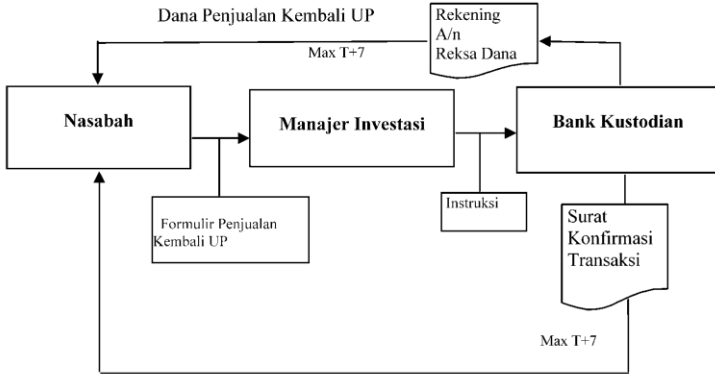 Dana Penjualan Kembali UP
Rekening
A/n
Reksa Dana
Max T+7
Nasabah
Manajer Investasi
Bank Kustodian
Formulir Penjualan
Kembali UP
Instruksi
Surat
Konfirmasi
Transaksi
Max T+7